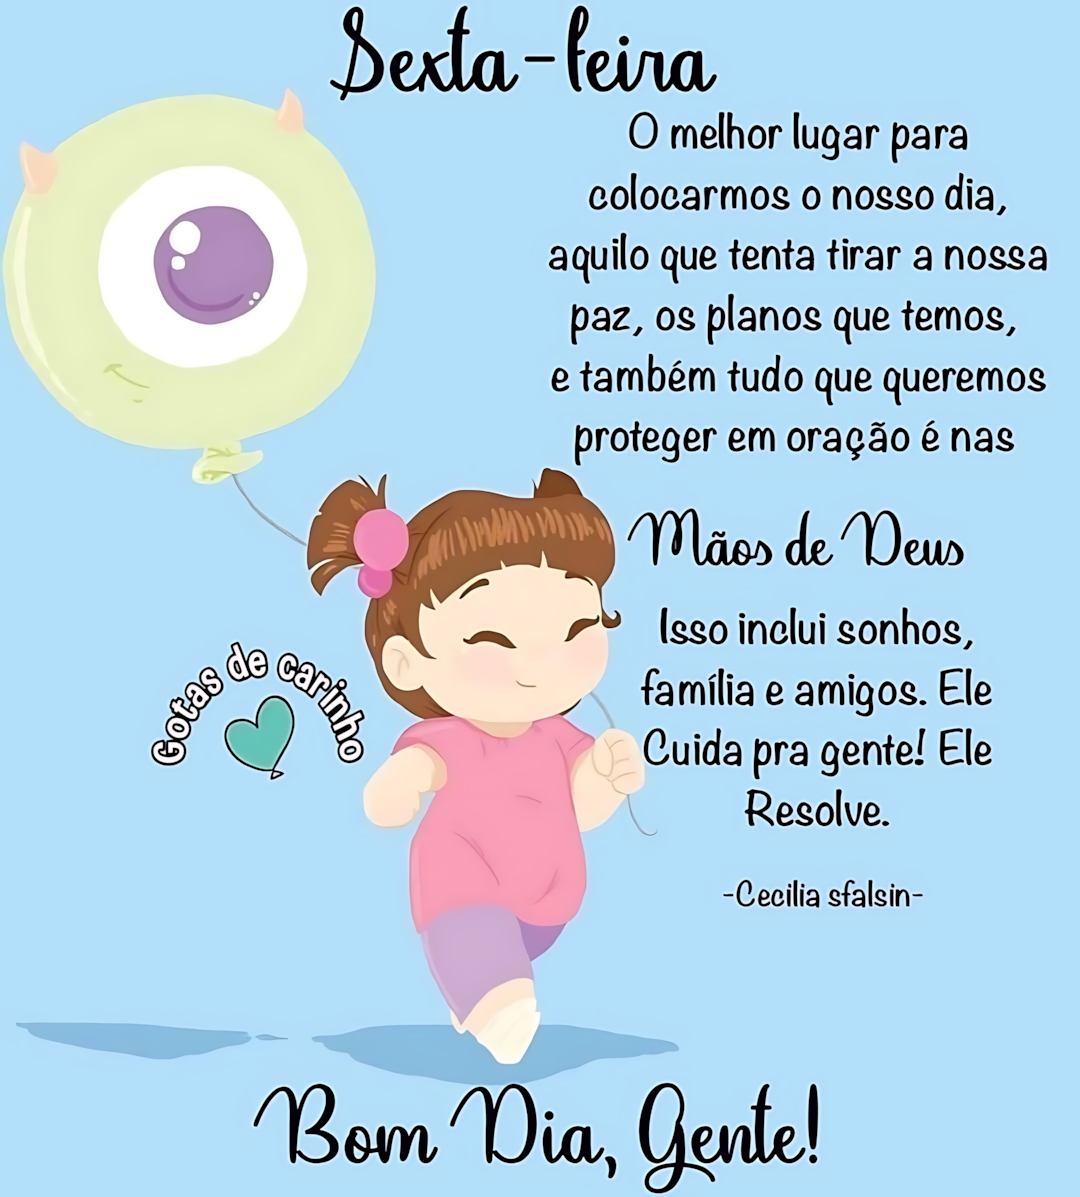 Sexta-feira
O melhor lugar para
colocarmos o nosso dia,
aquilo que tenta tirar a nossa
paz, os planos que temos,
e também tudo que queremos
proteger em oração é nas
Mãos de Deus
Isso inclui sonhos,
família e amigos. Ele
Cuida pra gente! Ele
Resolve.
-Cecilia sfalsin-
Gotas de carinho
Bom Dia, Gente!